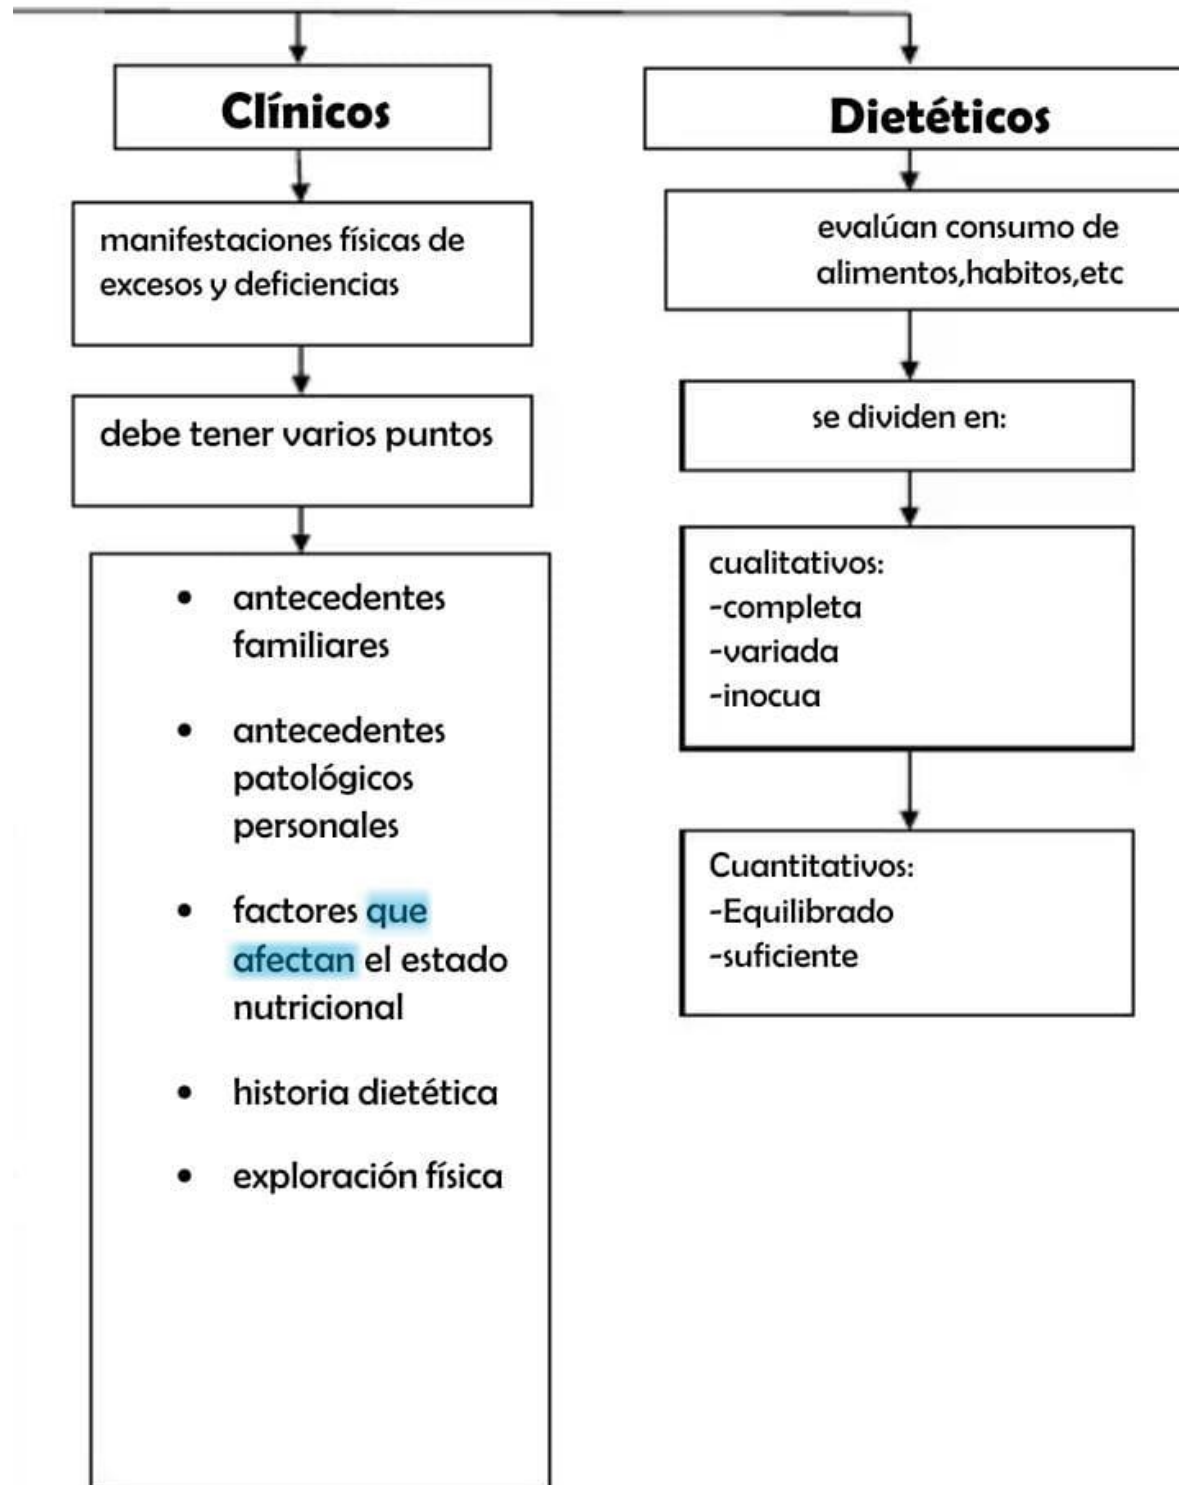 Clínicos
manifestaciones físicas de
excesos y deficiencias
debe tener varios puntos
• antecedentes
familiares
• antecedentes
patológicos
personales
• factores que
afectan el estado
nutricional
• historia dietética
• exploración física
Dietéticos
evalúan consumo de
alimentos,habitos,etc
se dividen en:
cualitativos:
-completa
-variada
-inocua
Cuantitativos:
-Equilibrado
-suficiente